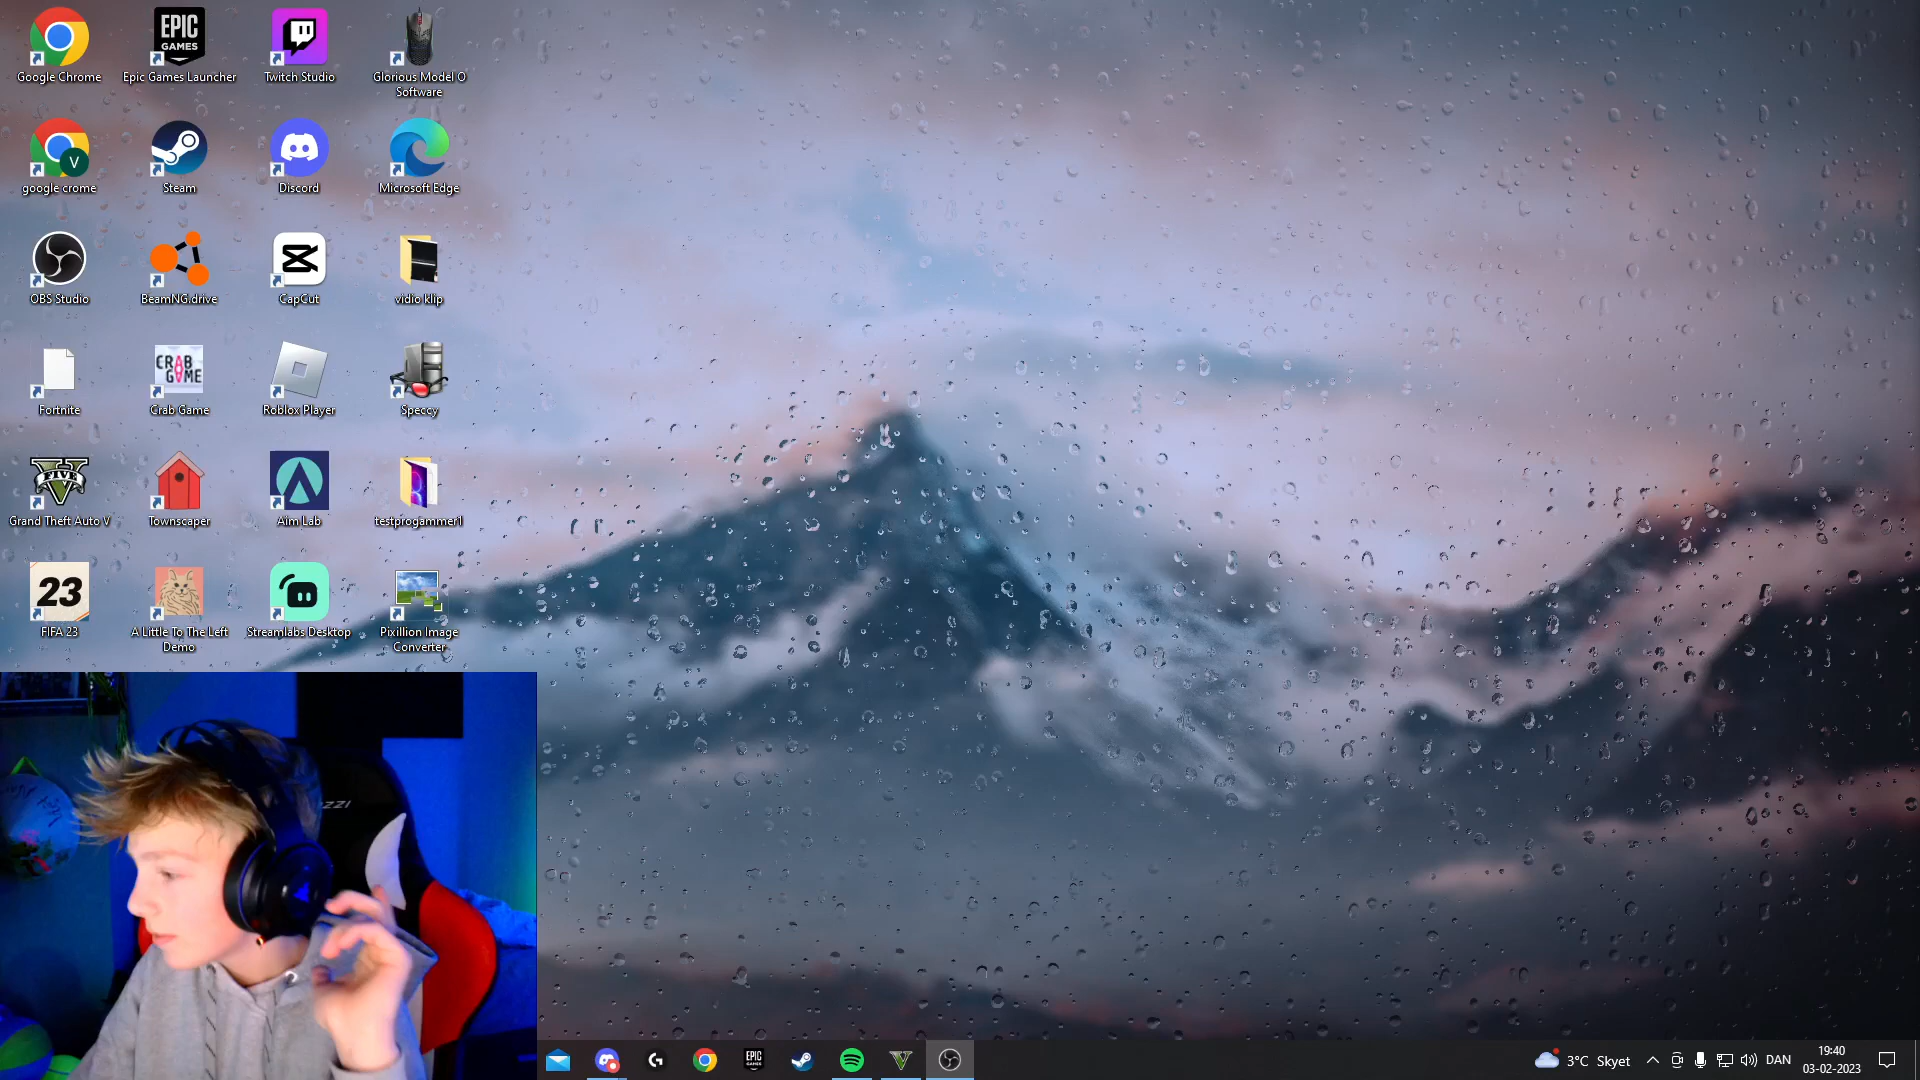 Google Chrome
EPIC
GAMES
Epic Games Launcher
Twitch Studio
Glorious Model O
Software
V
google crome
Steam
Discord
Microsoft Edge
OBS Studio
BeamNG.drive
CapCut
vidio klip
Fortnite
CRAB
GAME
Crab Game
Roblox Player
Speccy
V
FIVE
Grand Theft Auto V
Townscaper
Aim Lab
testprogammer1
23
FIFA 23
A Little To The Left
Demo
Streamlabs Desktop
Pixillion Image
Converter
EPIC
3°C Skyet
DAN
19:40
03-02-2023